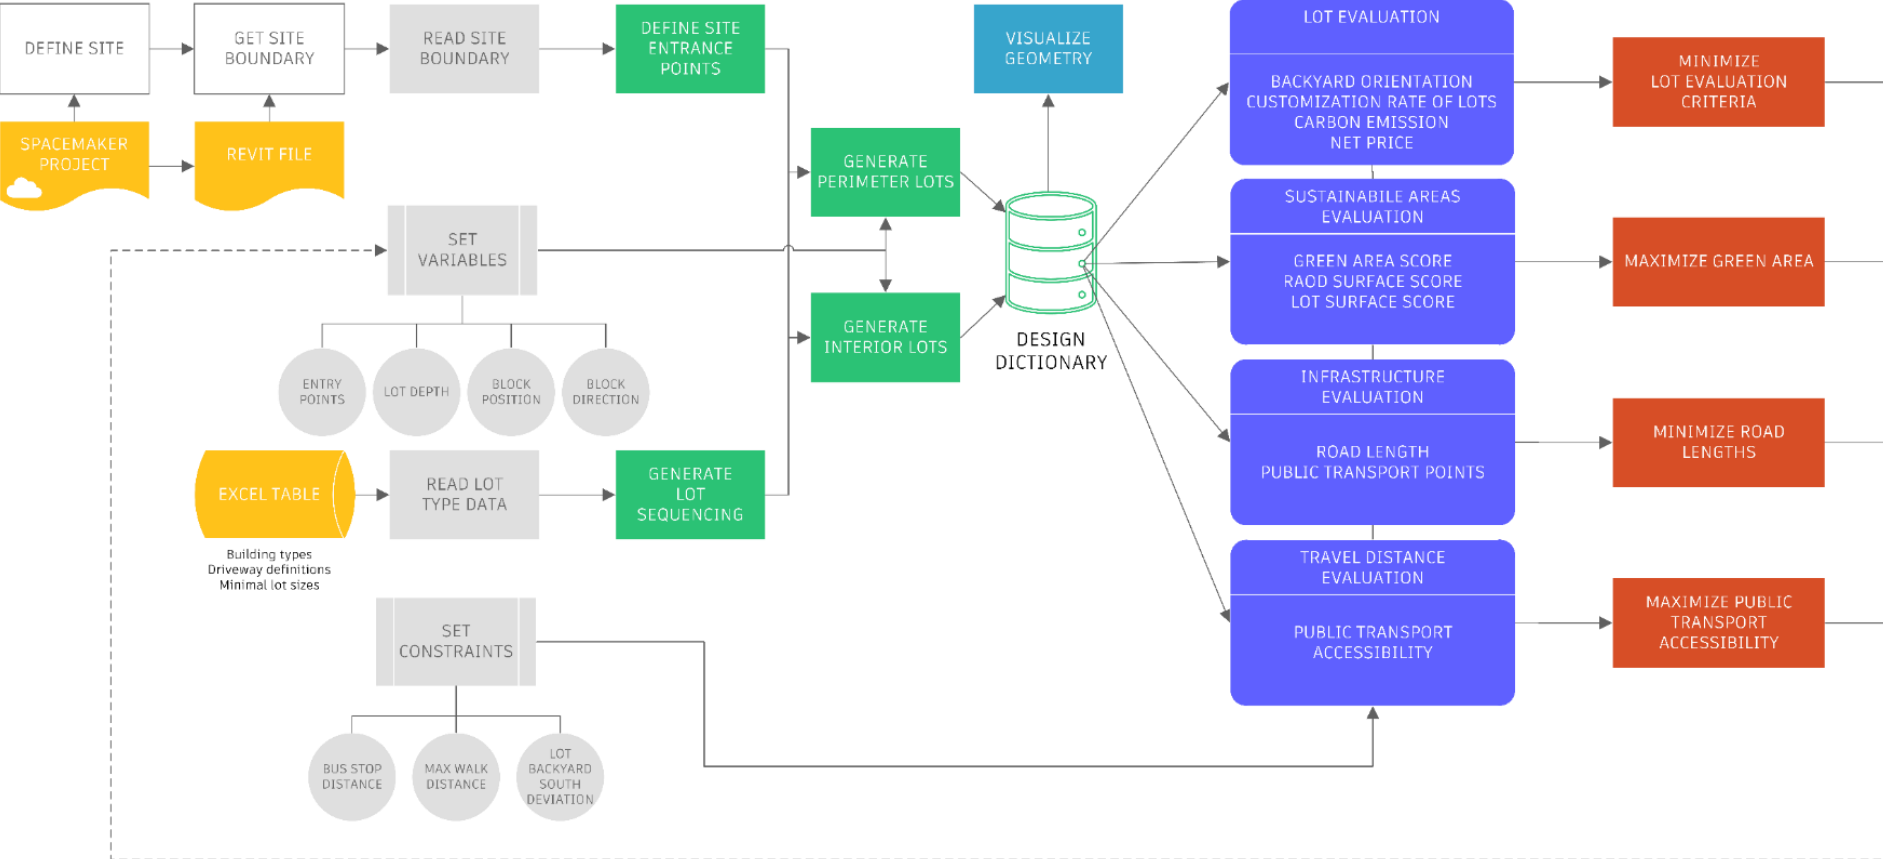 DEFINE SITE
GET SITE
BOUNDARY
READ SITE
BOUNDARY
DEFINE SITE
ENTRANCE
POINTS
VISUALIZE
GEOMETRY
SPACEMAKER
PROJECT
REVIT FILE
GENERATE
PERIMETER LOTS
SET
VARIABLES
GENERATE
INTERIOR LOTS
DESIGN
DICTIONARY
ENTRY
POINTS
LOT DEPTH
BLOCK
POSITION
BLOCK
DIRECTION
EXCEL TABLE
Building types
Driveway definitions
Minimal lot sizes
READ LOT
TYPE DATA
GENERATE
LOT
SEQUENCING
SET
CONSTRAINTS
BUS STOP
DISTANCE
MAX WALK
DISTANCE
LOT
BACKYARD
SOUTH
DEVIATION
LOT EVALUATION
BACKYARD ORIENTATION
CUSTOMIZATION RATE OF LOTS
CARBON EMISSION
NET PRICE
MINIMIZE
LOT EVALUATION
CRITERIA
SUSTAINABILE AREAS
EVALUATION
GREEN AREA SCORE
RAOD SURFACE SCORE
LOT SURFACE SCORE
MAXIMIZE GREEN AREA
INFRASTRUCTURE
EVALUATION
ROAD LENGTH
PUBLIC TRANSPORT POINTS
MINIMIZE ROAD
LENGTHS
TRAVEL DISTANCE
EVALUATION
PUBLIC TRANSPORT
ACCESSIBILITY
MAXIMIZE PUBLIC
TRANSPORT
ACCESSIBILITY